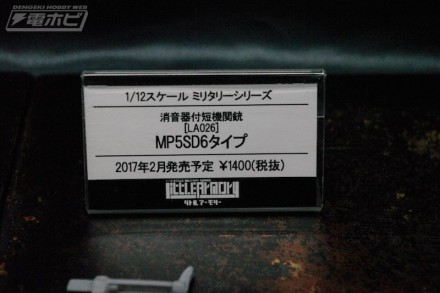 DENGEKI HOBBY WEB
電ホビ
1/12スケール ミリタリーシリーズ
消音器付短機関銃
[LA026]
MP5SD6タイプ
2017年2月発売予定 ¥1400(税抜)
LITTLEARMORY
リトルアーモリー